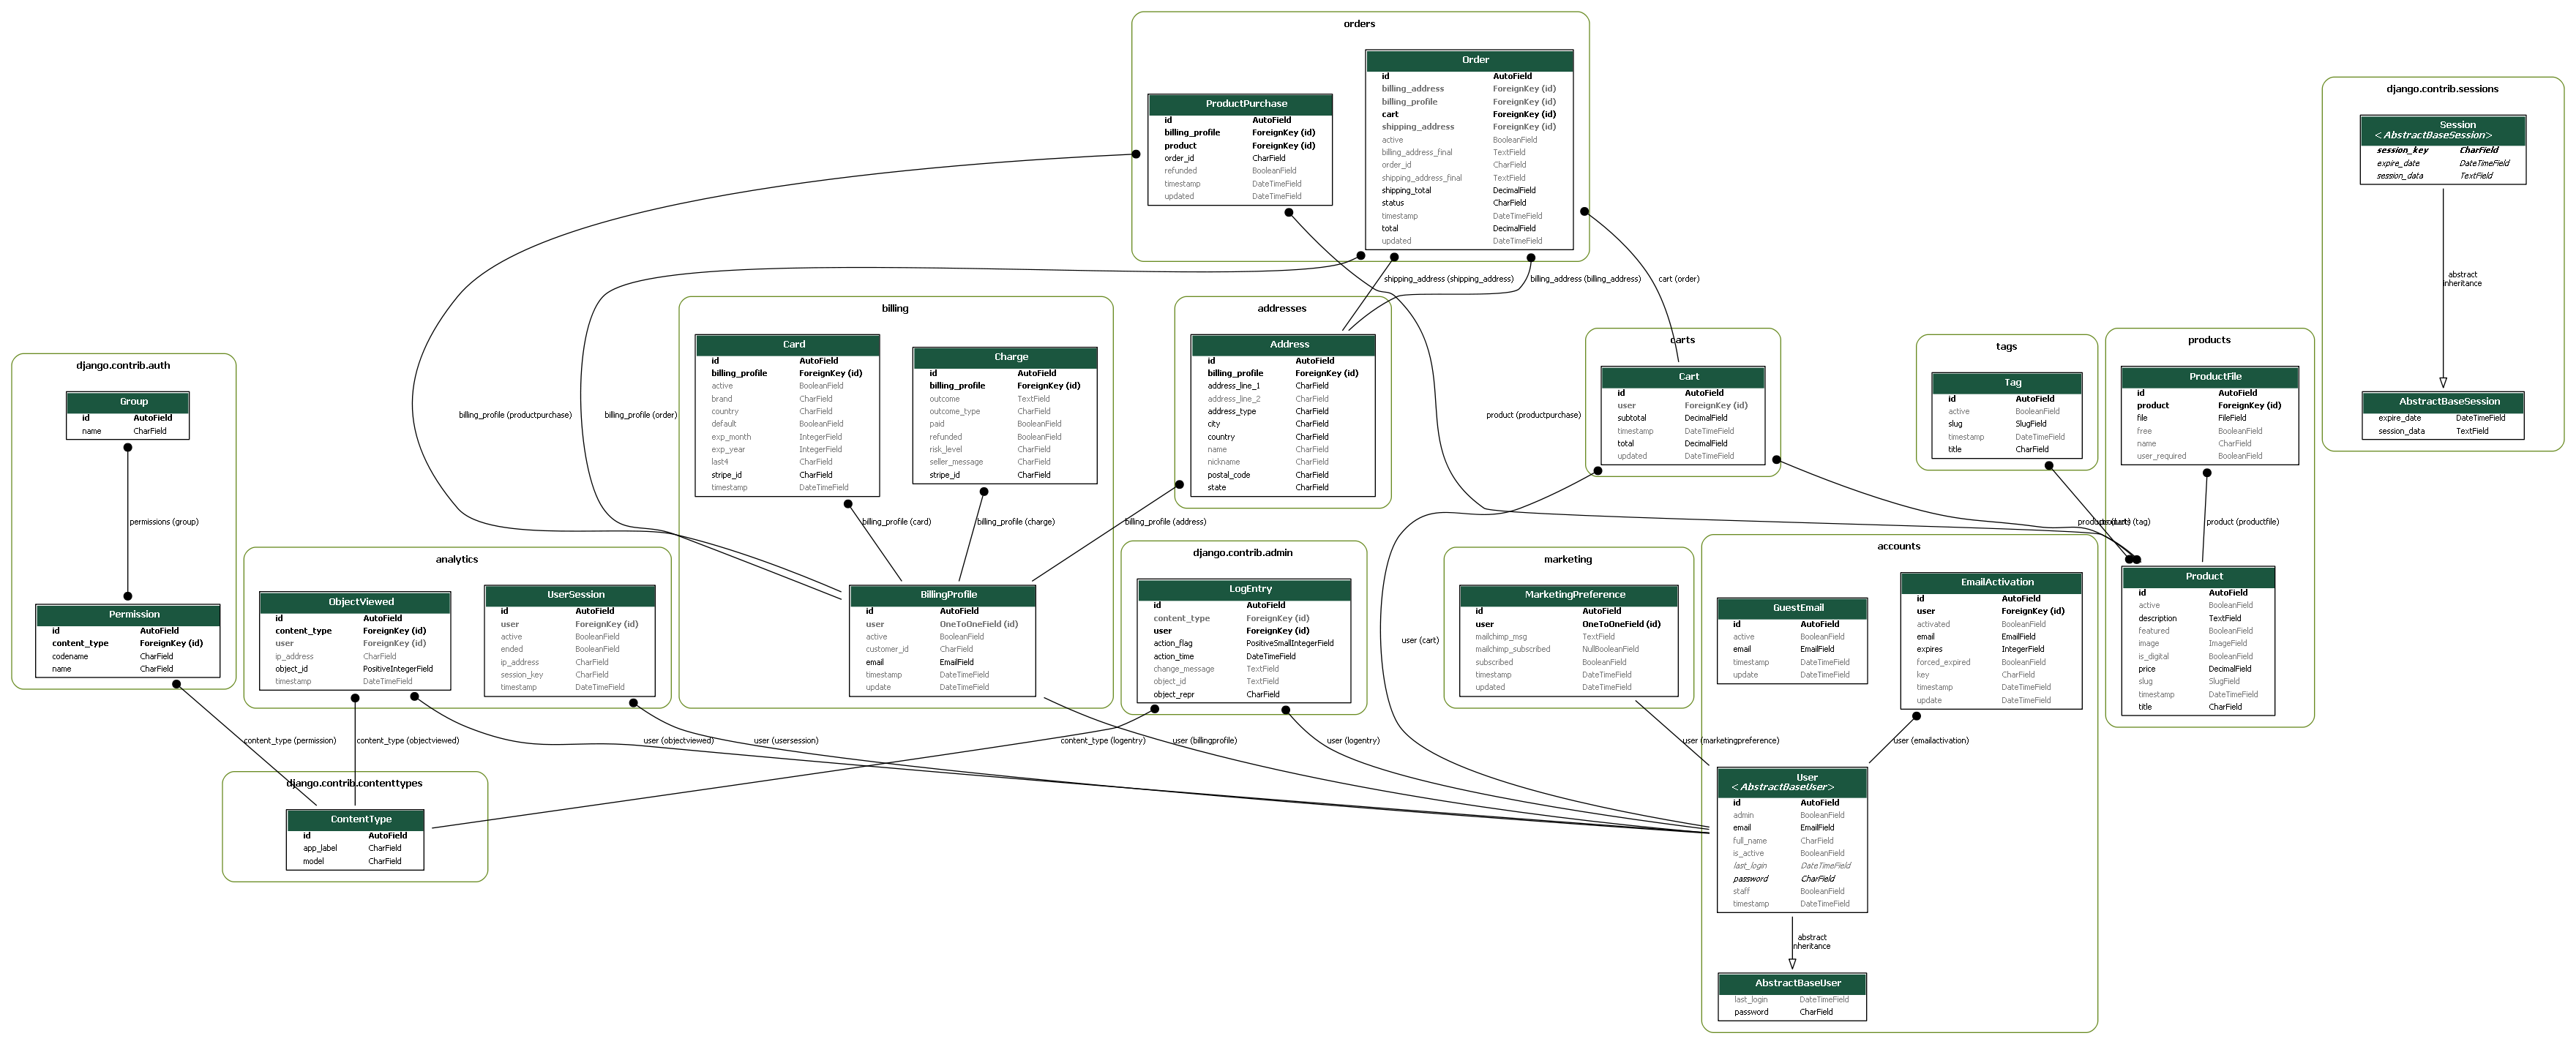 orders
ProductPurchase
id AutoField
billing_profile ForeignKey (id)
product ForeignKey (id)
order_id CharField
refunded BooleanField
timestamp DateTimeField
updated DateTimeField
Order
id AutoField
billing_address ForeignKey (id)
billing_profile ForeignKey (id)
cart ForeignKey (id)
shipping_address ForeignKey (id)
active BooleanField
billing_address_final TextField
order_id CharField
shipping_address_final TextField
shipping_total DecimalField
status CharField
timestamp DateTimeField
total DecimalField
updated DateTimeField
django.contrib.sessions
Session
<AbstractBaseSession>
session_key CharField
expire_date DateTimeField
session_data TextField
abstract
inheritance
AbstractBaseSession
expire_date DateTimeField
session_data TextField
shipping_address (shipping_address)
billing_address (billing_address)
cart (order)
billing
Card
id AutoField
billing_profile ForeignKey (id)
active BooleanField
brand CharField
country CharField
default BooleanField
exp_month IntegerField
exp_year IntegerField
last4 CharField
stripe_id CharField
timestamp DateTimeField
Charge
id AutoField
billing_profile ForeignKey (id)
outcome TextField
outcome_type CharField
paid BooleanField
refunded BooleanField
risk_level CharField
seller_message CharField
stripe_id CharField
addresses
Address
id AutoField
billing_profile ForeignKey (id)
address_line_1 CharField
address_line_2 CharField
address_type CharField
city CharField
country CharField
name CharField
nickname CharField
postal_code CharField
state CharField
carts
Cart
id AutoField
user ForeignKey (id)
subtotal DecimalField
timestamp DateTimeField
total DecimalField
updated DateTimeField
tags
Tag
id AutoField
active BooleanField
slug SlugField
timestamp DateTimeField
title CharField
products
ProductFile
id AutoField
product ForeignKey (id)
file FileField
free BooleanField
name CharField
user_required BooleanField
django.contrib.auth
Group
id AutoField
name CharField
permissions (group)
Permission
id AutoField
content_type ForeignKey (id)
codename CharField
name CharField
billing_profile (productpurchase)
billing_profile (order)
product (productpurchase)
billing_profile (card)
billing_profile (charge)
billing_profile (address)
(tag)
product (productfile)
analytics
ObjectViewed
id AutoField
content_type ForeignKey (id)
user ForeignKey (id)
ip_address CharField
object_id PositiveIntegerField
timestamp DateTimeField
UserSession
id AutoField
user ForeignKey (id)
active BooleanField
ended BooleanField
ip_address CharField
session_key CharField
timestamp DateTimeField
BillingProfile
id AutoField
user OneToOneField (id)
active BooleanField
customer_id CharField
email EmailField
timestamp DateTimeField
update DateTimeField
django.contrib.admin
LogEntry
id AutoField
content_type ForeignKey (id)
user ForeignKey (id)
action_flag PositiveSmallIntegerField
action_time DateTimeField
change_message TextField
object_id TextField
object_repr CharField
marketing
MarketingPreference
id AutoField
user OneToOneField (id)
mailchimp_msg TextField
mailchimp_subscribed NullBooleanField
subscribed BooleanField
timestamp DateTimeField
updated DateTimeField
accounts
GuestEmail
id AutoField
active BooleanField
email EmailField
timestamp DateTimeField
update DateTimeField
EmailActivation
id AutoField
user ForeignKey (id)
activated BooleanField
email EmailField
expires IntegerField
forced_expired BooleanField
key CharField
timestamp DateTimeField
update DateTimeField
Product
id AutoField
active BooleanField
description TextField
featured BooleanField
image ImageField
is_digital BooleanField
price DecimalField
slug SlugField
timestamp DateTimeField
title CharField
user (cart)
content_type (permission)
content_type (objectviewed)
user (objectviewed)
user (usersession)
content_type (logentry)
user (billingprofile)
user (logentry)
user (marketingpreference)
user (emailactivation)
django.contrib.contenttypes
ContentType
id AutoField
app_label CharField
model CharField
User
<AbstractBaseUser>
id AutoField
admin BooleanField
email EmailField
full_name CharField
is_active BooleanField
last_login DateTimeField
password CharField
staff BooleanField
timestamp DateTimeField
abstract
inheritance
AbstractBaseUser
last_login DateTimeField
password CharField